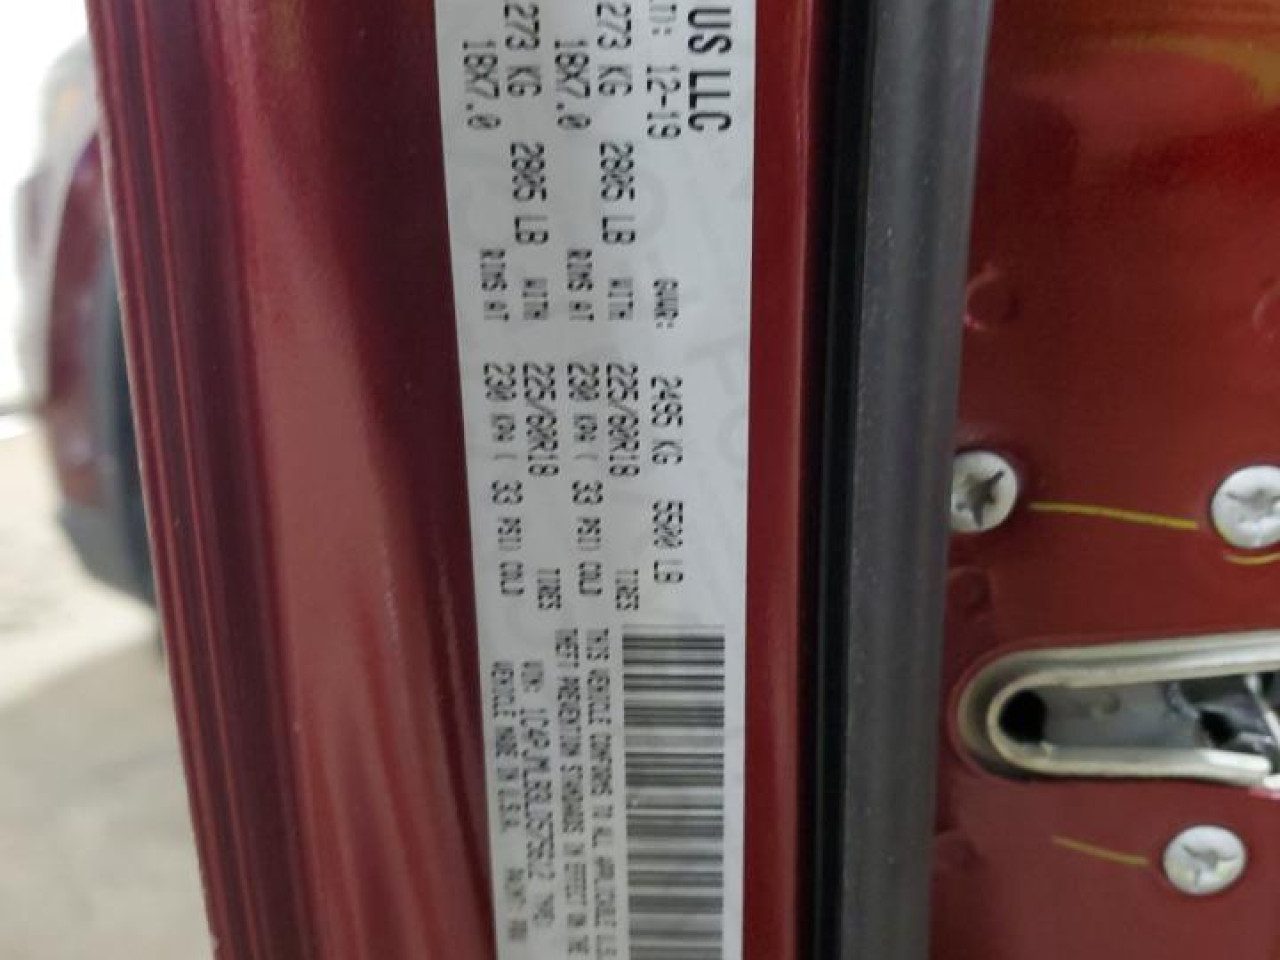 US LLC
12-19 GVWR: 2495 KG 5500 LB
273 KG 2805 LB WITH 225/60R18 TIRES
18X7.0 RIMS AT 230 KPA ( 33 PSI) COLD
273 KG 2805 LB WITH 225/60R18 TIRES
18X7.0 RIMS AT 230 KPA ( 33 PSI) COLD
THIS VEHICLE CONFORMS TO ALL APPLICABLE U.S.
THEFT PREVENTION STANDARDS IN EFFECT ON THE
VIN:
VEHICLE MADE IN U.S.A. PAINT: